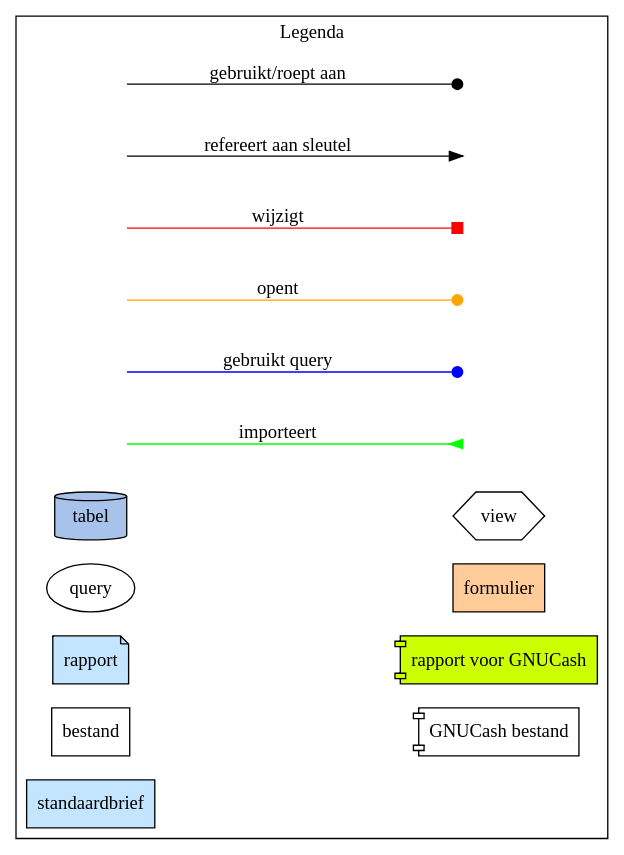 Legenda
gebruikt/roept aan
refereert aan sleutel
wijzigt
opent
gebruikt query
importeert
tabel
view
query
formulier
rapport
rapport voor GNUCash
bestand
GNUCash bestand
standaardbrief